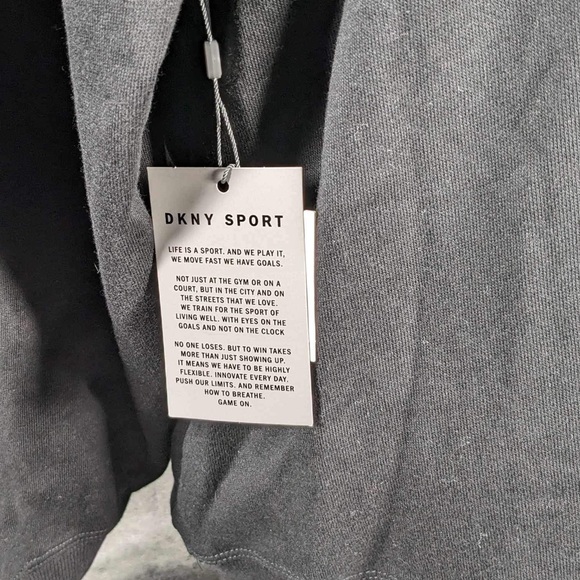 DKNY SPORT
LIFE IS A SPORT. AND WE PLAY IT,
WE MOVE FAST WE HAVE GOALS.
NOT JUST AT THE GYM OR ON A
COURT, BUT IN THE CITY AND ON
THE STREETS THAT WE LOVE.
WE TRAIN FOR THE SPORT OF
LIVING WELL. WITH EYES ON THE
GOALS AND NOT ON THE CLOCK
NO ONE LOSES. BUT TO WIN TAKES
MORE THAN JUST SHOWING UP.
IT MEANS WE HAVE TO BE HIGHLY
FLEXIBLE. INNOVATE EVERY DAY.
PUSH OUR LIMITS. AND REMEMBER
HOW TO BREATHE.
GAME ON.